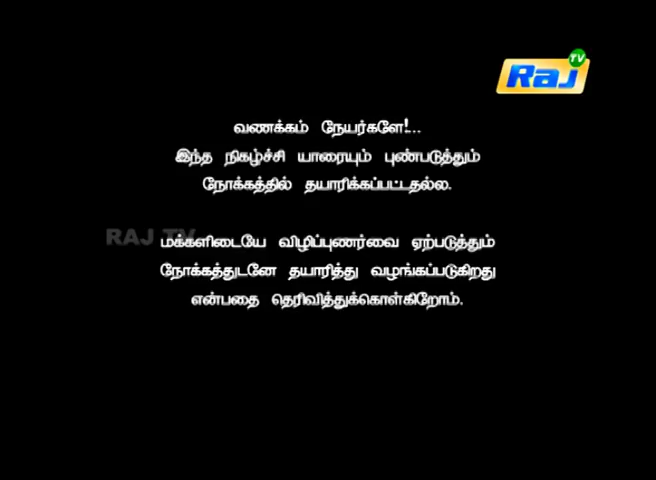 Raj TV
வணக்கம் நேயர்களே!...
இந்த நிகழ்ச்சி யாரையும் புண்படுத்தும்
நோக்கத்தில் தயாரிக்கப்பட்டதல்ல.
RAJ TV
மக்களிடையே விழிப்புணர்வை ஏற்படுத்தும்
நோக்கத்துடனே தயாரித்து வழங்கப்படுகிறது
என்பதை தெரிவித்துக்கொள்கிறோம்.